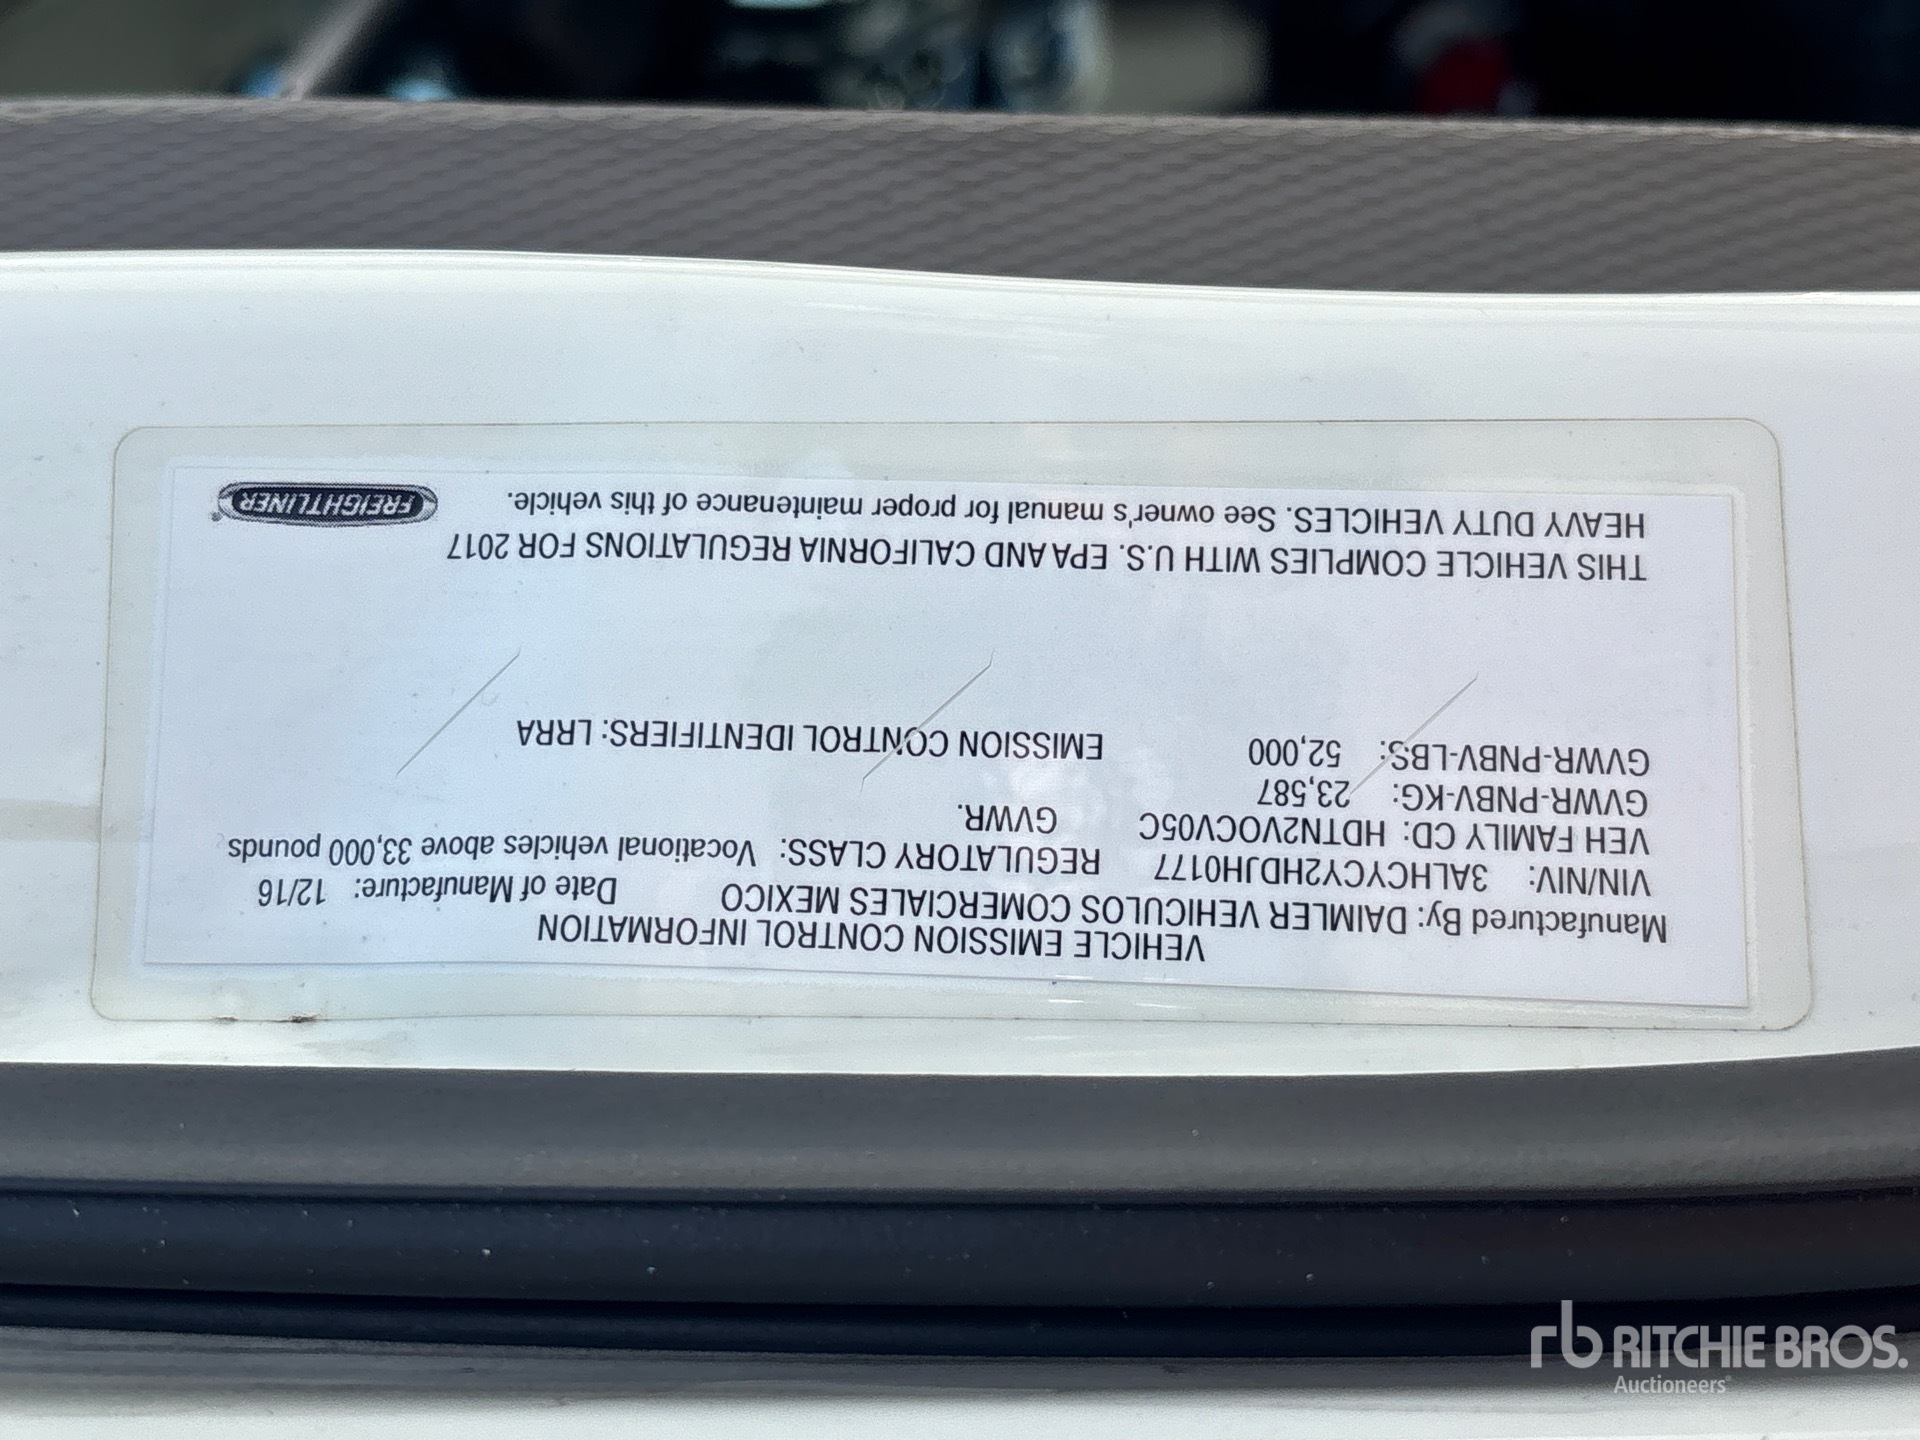 VEHICLE EMISSION CONTROL INFORMATION
Manufactured By: DAIMLER VEHICULOS COMERCIALES MEXICO Date of Manufacture: 12/16
VIN/NIV: 3ALHCYCY2HDJH0177 REGULATORY CLASS: Vocational vehicles above 33,000 pounds
GVWR.
VEH FAMILY CD: HDTN2VOCV05C
GVWR-PNBV-KG: 23,587
GVWR-PNBV-LBS: 52,000 EMISSION CONTROL IDENTIFIERS: LRRA
THIS VEHICLE COMPLIES WITH U.S. EPA AND CALIFORNIA REGULATIONS FOR 2017
HEAVY DUTY VEHICLES. See owner's manual for proper maintenance of this vehicle.
FREIGHTLINER®
rb RITCHIE BROS.
Auctioneers®